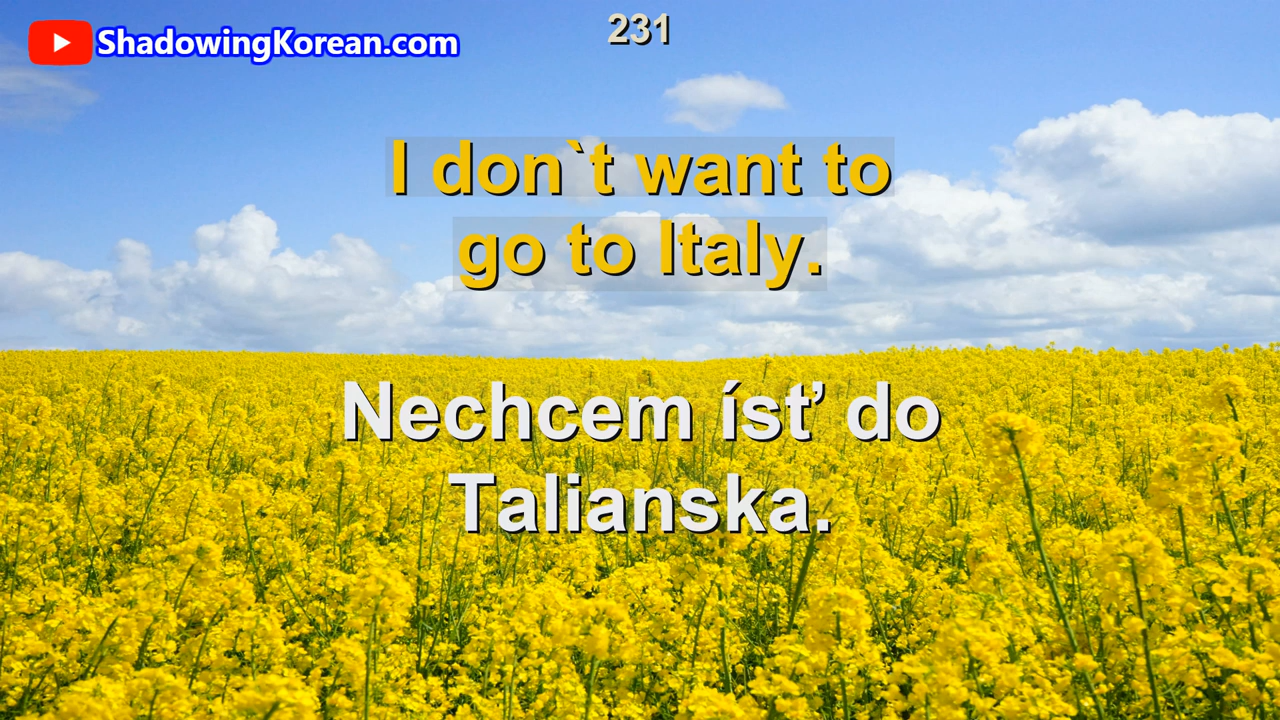 ShadowingKorean.com
231
I don`t want to
go to Italy.
Nechcem ísť do
Talianska.